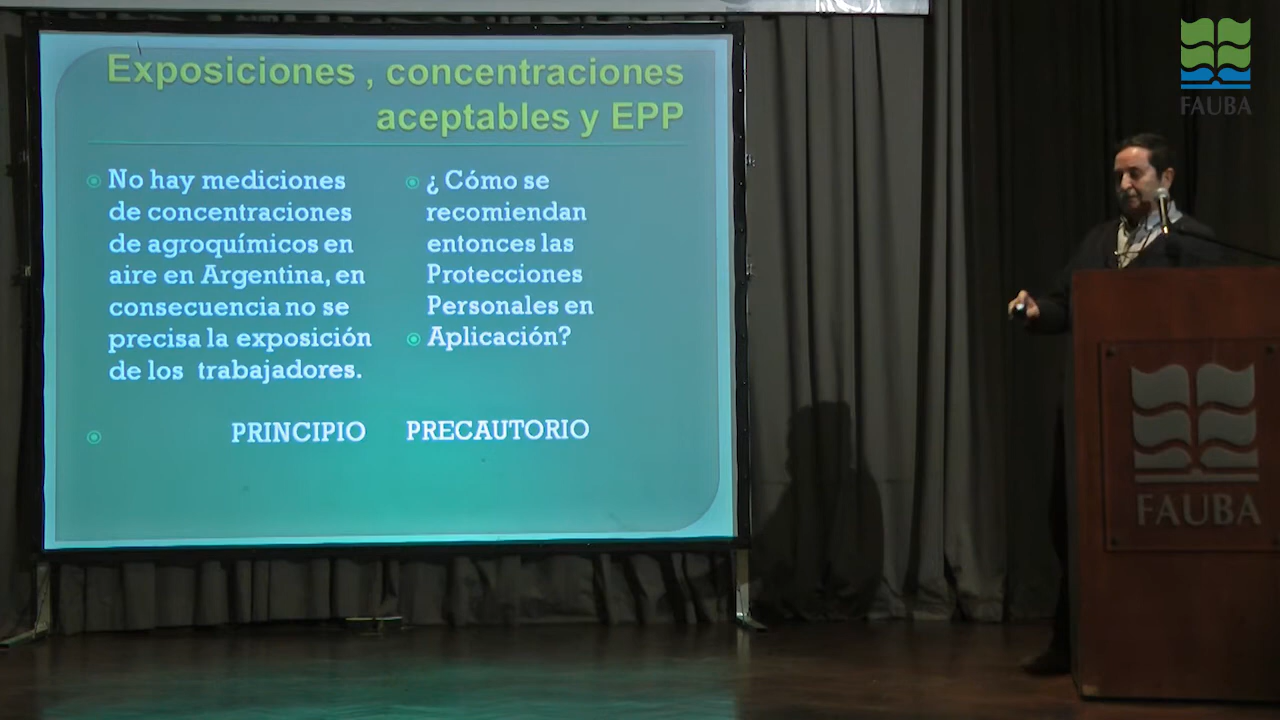 Exposiciones , concentraciones
aceptables y EPP
No hay mediciones
de concentraciones
de agroquímicos en
aire en Argentina, en
consecuencia no se
precisa la exposición
de los trabajadores.
¿ Cómo se
recomiendan
entonces las
Protecciones
Personales en
Aplicación?
PRINCIPIO PRECAUTORIO
FAUBA
FAUBA